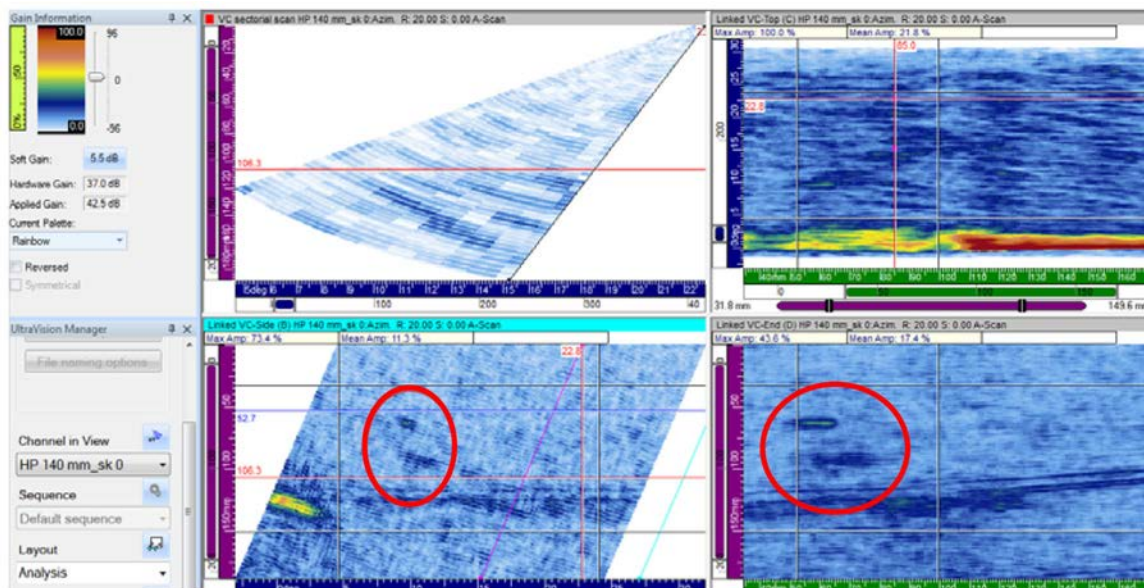 Gain Information
100.0
0.0
%
50
96
0
-96
Soft Gain: 5.5 dB
Hardware Gain: 37.0 dB
Applied Gain: 42.5 dB
Current Palette:
Rainbow
Reversed
Symmetrical
UltraVision Manager
File naming options
Channel in View
HP 140 mm_sk 0
Sequence
Default sequence
Layout
Analysis
VC sectorial scan HP 140 mm_sk 0:Azim. R: 20.00 S: 0.00 A-Scan
106.3
100
200
300
40
Linked VC-Top (C) HP 140 mm_sk 0:Azim. R: 20.00 S: 0.00 A-Scan
Max Amp: 100.0 %
Mean Amp: 21.8 %
85.0
22.8
50
100
150
31.8 mm
149.6 m
Linked VC-Side (B) HP 140 mm_sk 0:Azim. R: 20.00 S: 0.00 A-Scan
Max Amp: 73.4 %
Mean Amp: 11.3 %
22.8
52.7
106.3
Linked VC-End (D) HP 140 mm_sk 0:Azim. R: 20.00 S: 0.00 A-Scan
Max Amp: 43.6 %
Mean Amp: 17.4 %